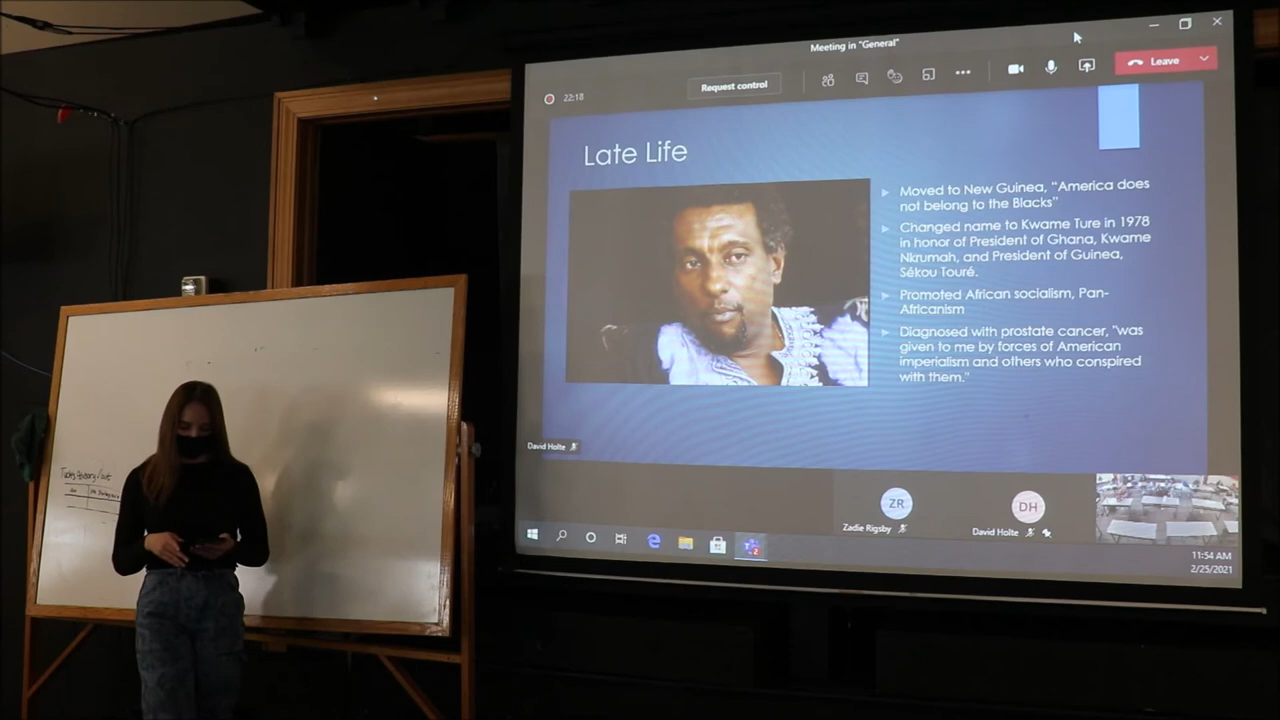 Meeting in "General"
22:18
Request control
Leave
Late Life
Moved to New Guinea, "America does
not belong to the Blacks"
Changed name to Kwame Ture in 1978
in honor of President of Ghana, Kwame
Nkrumah, and President of Guinea,
Sékou Touré.
Promoted African socialism, Pan-
Africanism
Diagnosed with prostate cancer, "was
given to me by forces of American
imperialism and others who conspired
with them."
David Holte
ZR
DH
Zadie Rigsby
David Holte
11:54 AM
2/25/2021